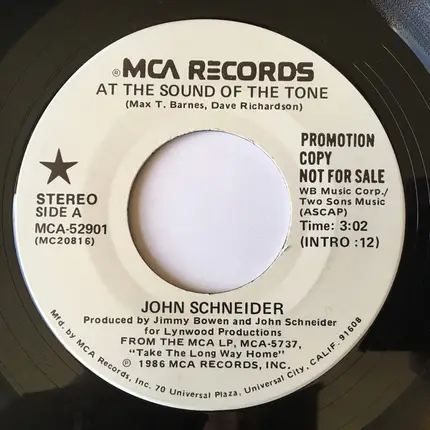 ® MCA RECORDS
AT THE SOUND OF THE TONE
(Max T. Barnes, Dave Richardson)
PROMOTION
COPY
NOT FOR SALE
WB Music Corp./
Two Sons Music
(ASCAP)
Time: 3:02
(INTRO :12)
STEREO
SIDE A
MCA-52901
(MC20816)
JOHN SCHNEIDER
Produced by Jimmy Bowen and John Schneider
for Lynwood Productions
FROM THE MCA LP, MCA-5737,
"Take The Long Way Home"
℗ 1986 MCA RECORDS, INC.
Mfd. by MCA Records, Inc. 70 Universal Plaza, Universal City, CALIF. 91608